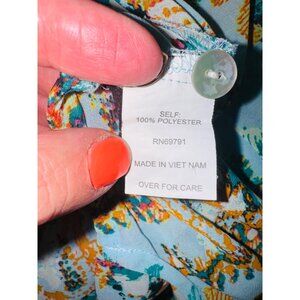 SELF:
100% POLYESTER
RN69791
MADE IN VIET NAM
OVER FOR CARE